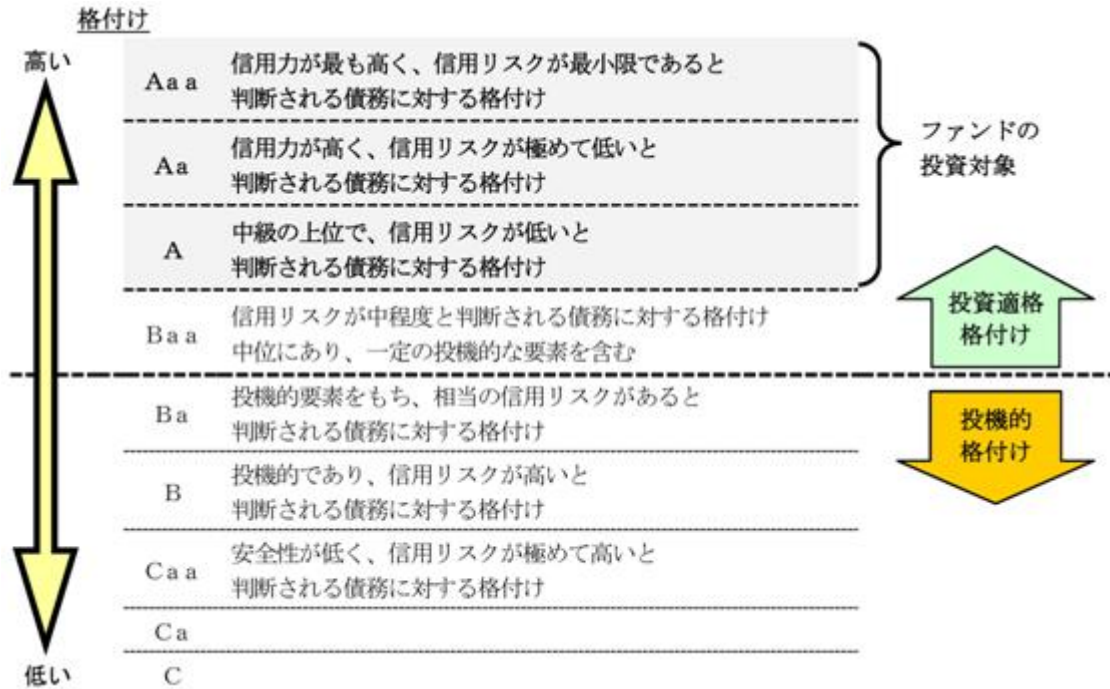 格付け
高い
Aaa
信用力が最も高く、信用リスクが最小限であると
判断される債務に対する格付け
Aa
信用力が高く、信用リスクが極めて低いと
判断される債務に対する格付け
A
中級の上位で、信用リスクが低いと
判断される債務に対する格付け
ファンドの
投資対象
Baa
信用リスクが中程度と判断される債務に対する格付け
中位にあり、一定の投機的な要素を含む
投資適格
格付け
Ba
投機的要素をもち、相当の信用リスクがあると
判断される債務に対する格付け
投機的
格付け
B
投機的であり、信用リスクが高いと
判断される債務に対する格付け
Caa
安全性が低く、信用リスクが極めて高いと
判断される債務に対する格付け
Ca
C
低い